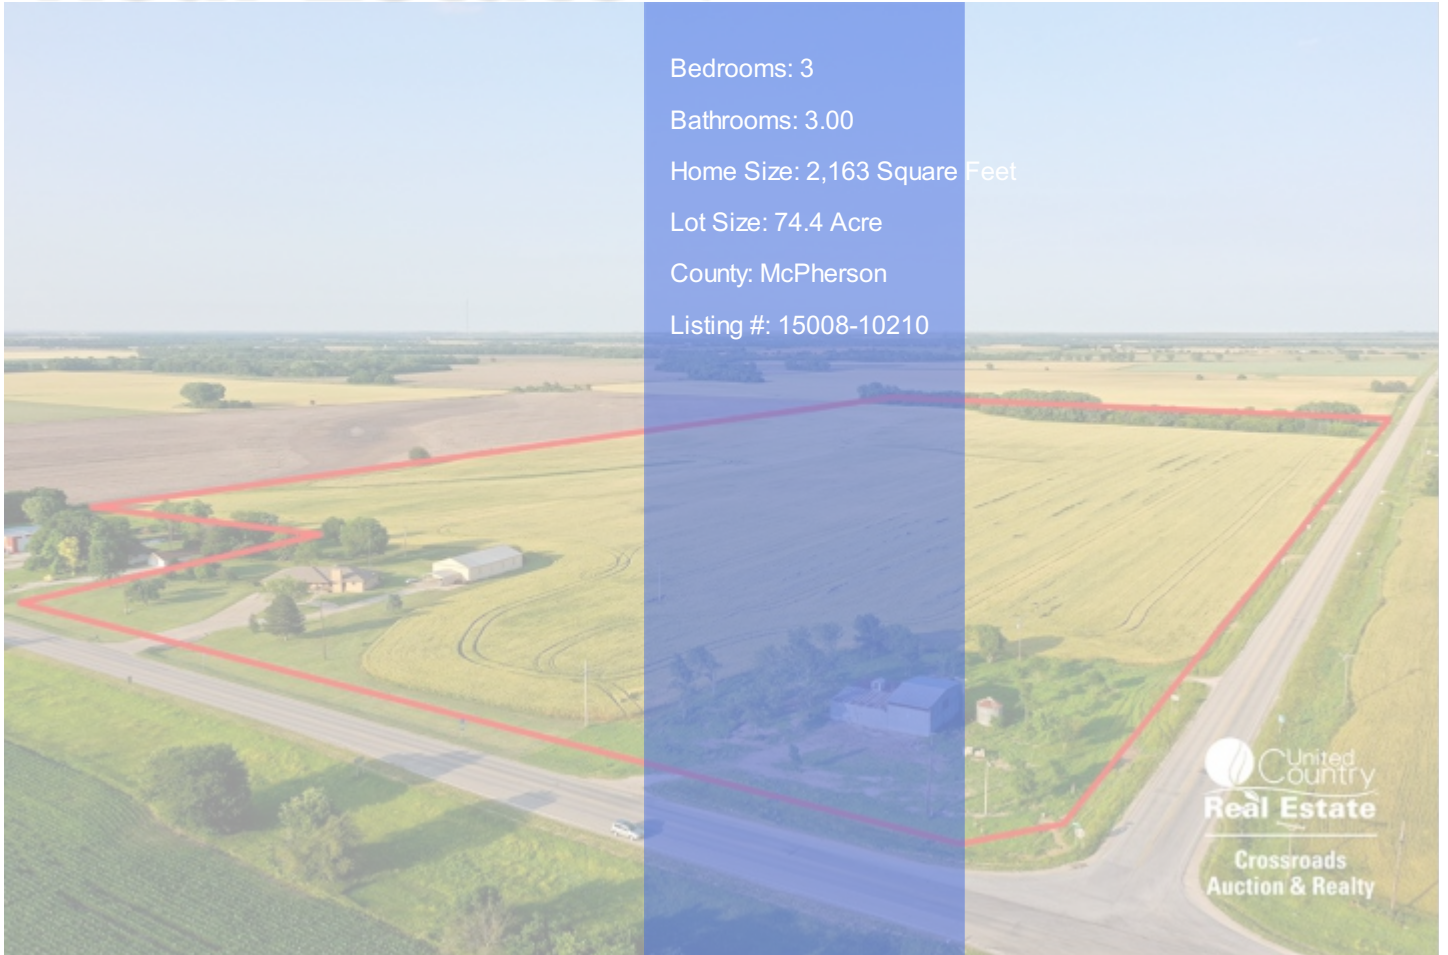 Bedrooms: 3
Bathrooms: 3.00
Home Size: 2,163 Square Feet
Lot Size: 74.4 Acre
County: McPherson
Listing #: 15008-10210
United
Country
Real Estate
Crossroads
Auction & Realty